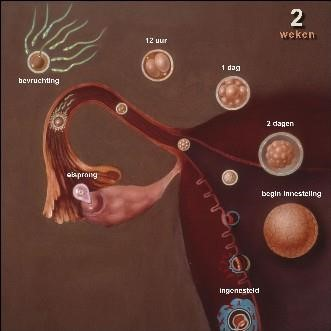 2
weken
12 uur
bevruchting
1 dag
2 dagen
eisprong
begin innesteling
ingenesteld